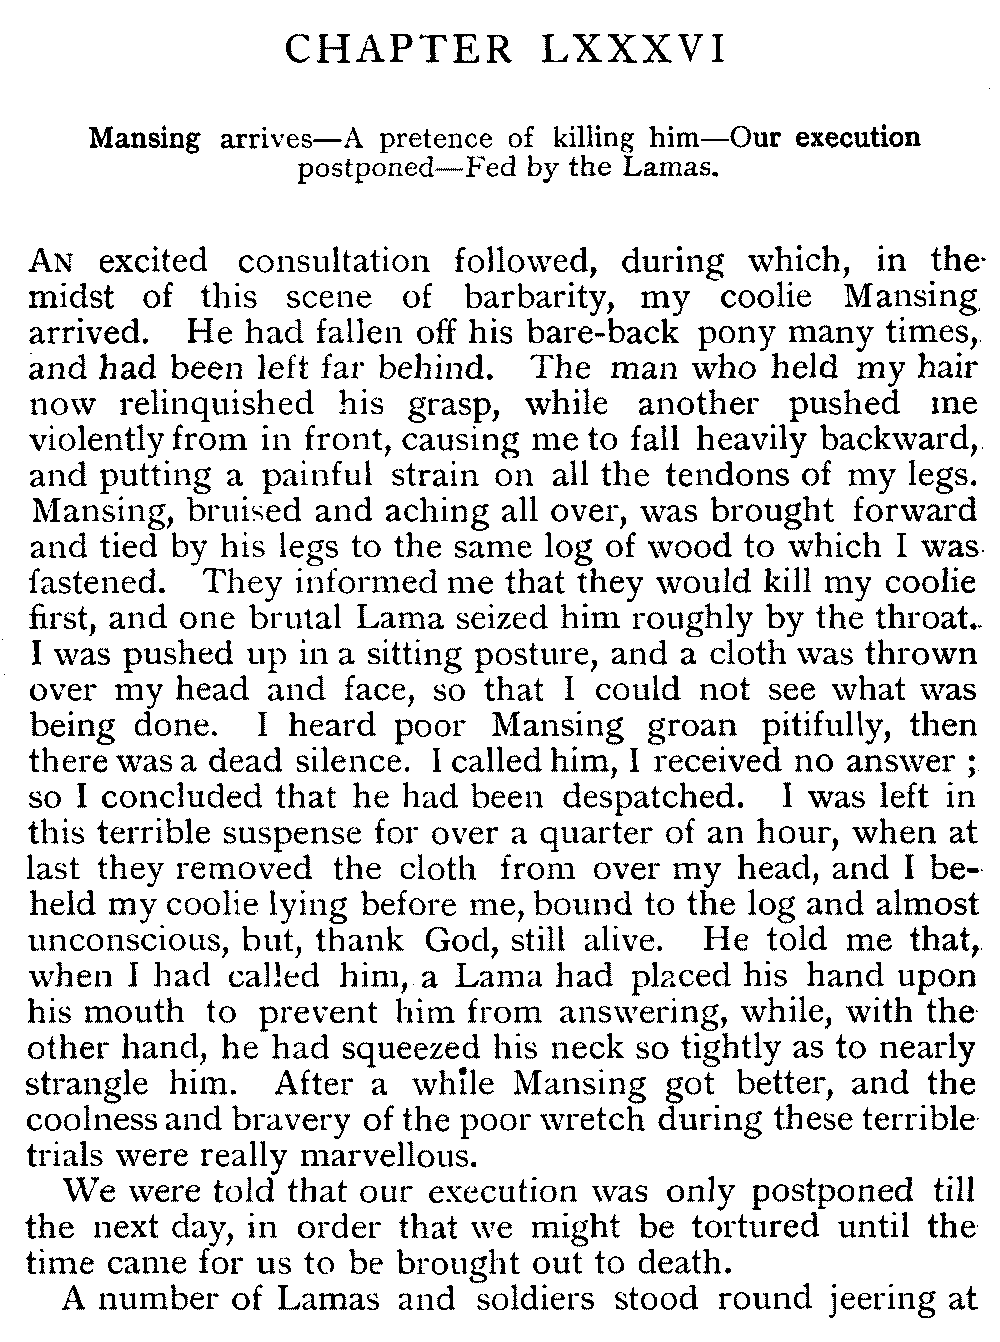 CHAPTER LXXXVI
Mansing arrives—A pretence of killing him—Our execution
postponed—Fed by the Lamas.
AN excited consultation followed, during which, in the
midst of this scene of barbarity, my coolie Mansing
arrived. He had fallen off his bare-back pony many times,
and had been left far behind. The man who held my hair
now relinquished his grasp, while another pushed me
violently from in front, causing me to fall heavily backward,
and putting a painful strain on all the tendons of my legs.
Mansing, bruised and aching all over, was brought forward
and tied by his legs to the same log of wood to which I was
fastened. They informed me that they would kill my coolie
first, and one brutal Lama seized him roughly by the throat.
I was pushed up in a sitting posture, and a cloth was thrown
over my head and face, so that I could not see what was
being done. I heard poor Mansing groan pitifully, then
there was a dead silence. I called him, I received no answer ;
so I concluded that he had been despatched. I was left in
this terrible suspense for over a quarter of an hour, when at
last they removed the cloth from over my head, and I be-
held my coolie lying before me, bound to the log and almost
unconscious, but, thank God, still alive. He told me that,
when I had called him, a Lama had placed his hand upon
his mouth to prevent him from answering, while, with the
other hand, he had squeezed his neck so tightly as to nearly
strangle him. After a while Mansing got better, and the
coolness and bravery of the poor wretch during these terrible
trials were really marvellous.
We were told that our execution was only postponed till
the next day, in order that we might be tortured until the
time came for us to be brought out to death.
A number of Lamas and soldiers stood round jeering at